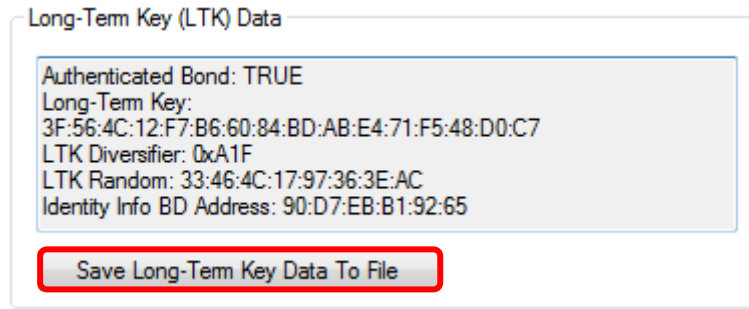 Long-Term Key (LTK) Data
Authenticated Bond: TRUE
Long-Term Key:
3F:56:4C:12:F7:B6:60:84:BD:AB:E4:71:F5:48:D0:C7
LTK Diversifier: 0xA1F
LTK Random: 33:46:4C:17:97:36:3E:AC
Identity Info BD Address: 90:D7:EB:B1:92:65
Save Long-Term Key Data To File